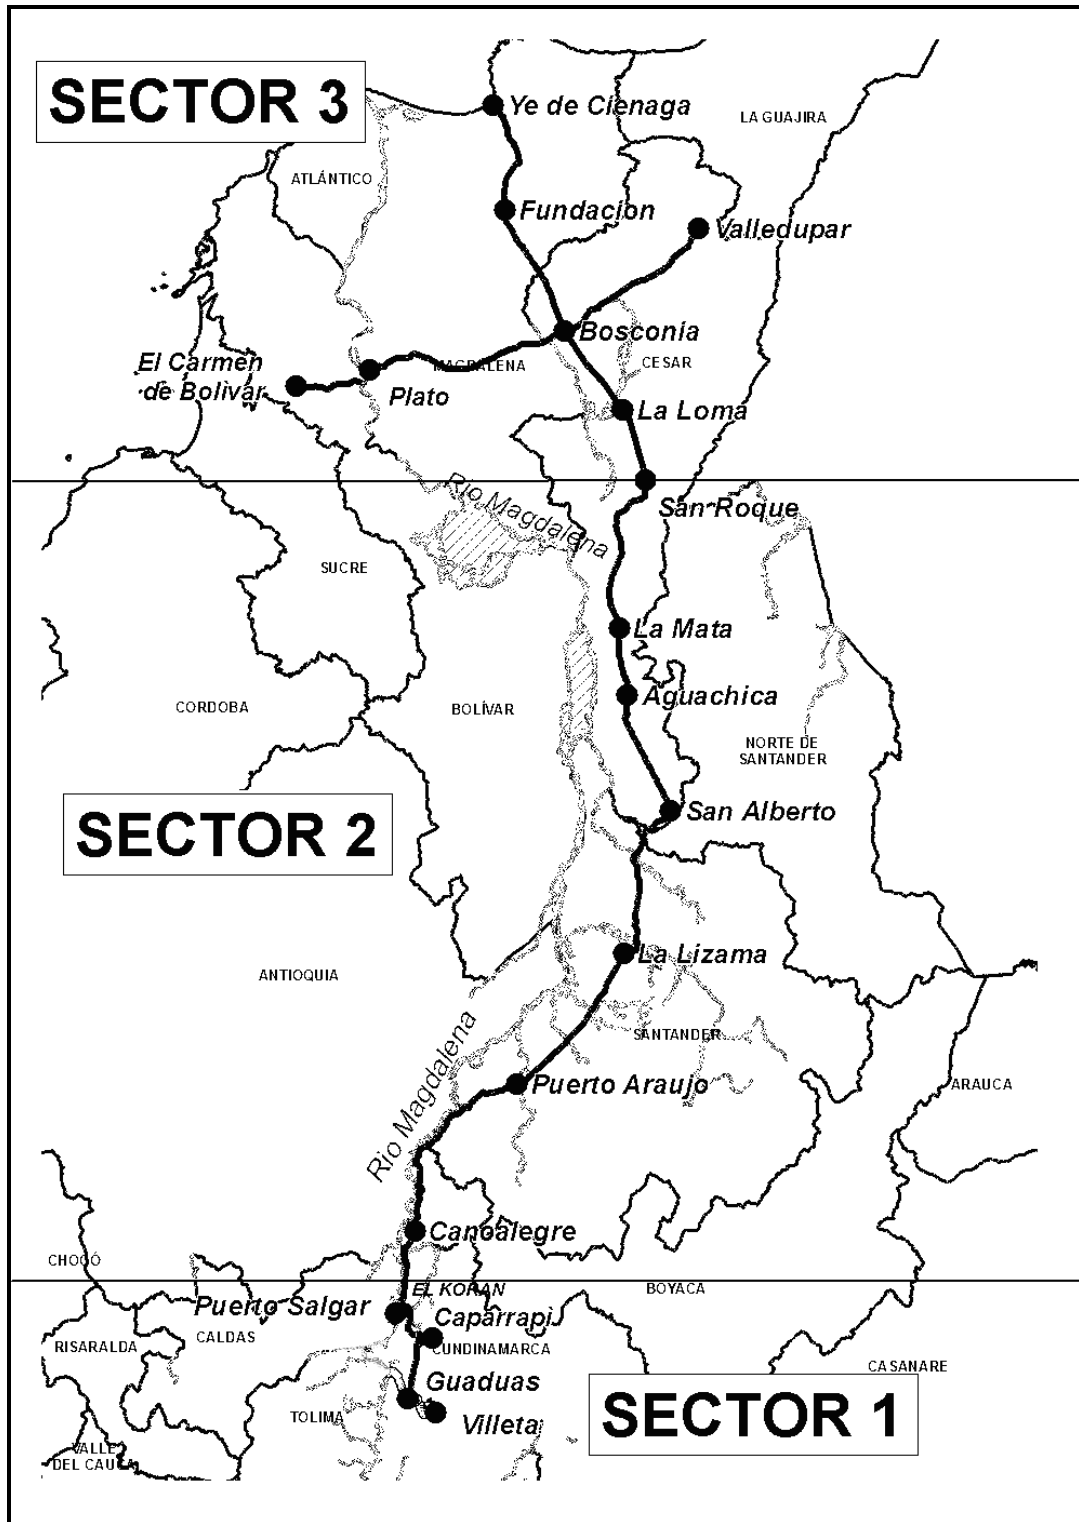 SECTOR 3
Ye de Cienaga
LA GUAJIRA
ATLÁNTICO
Fundacion
Valledupar
Bosconia
El Carmen
de Bolivar
MAGDALENA
CESAR
Plato
La Loma
Rio Magdalena
San Roque
SUCRE
La Mata
Aguachica
CORDOBA
BOLÍVAR
NORTE DE
SANTANDER
San Alberto
SECTOR 2
La Lizama
ANTIOQUIA
SANTANDER
Rio Magdalena
Puerto Araujo
ARAUCA
Canoalegre
CHOCÓ
EL KORAN
BOYACA
Puerto Salgar
Caparrapi
CALDAS
RISARALDA
CUNDINAMARCA
CASANARE
Guaduas
SECTOR 1
TOLIMA
Villeta
VALLE
DEL CAUCA